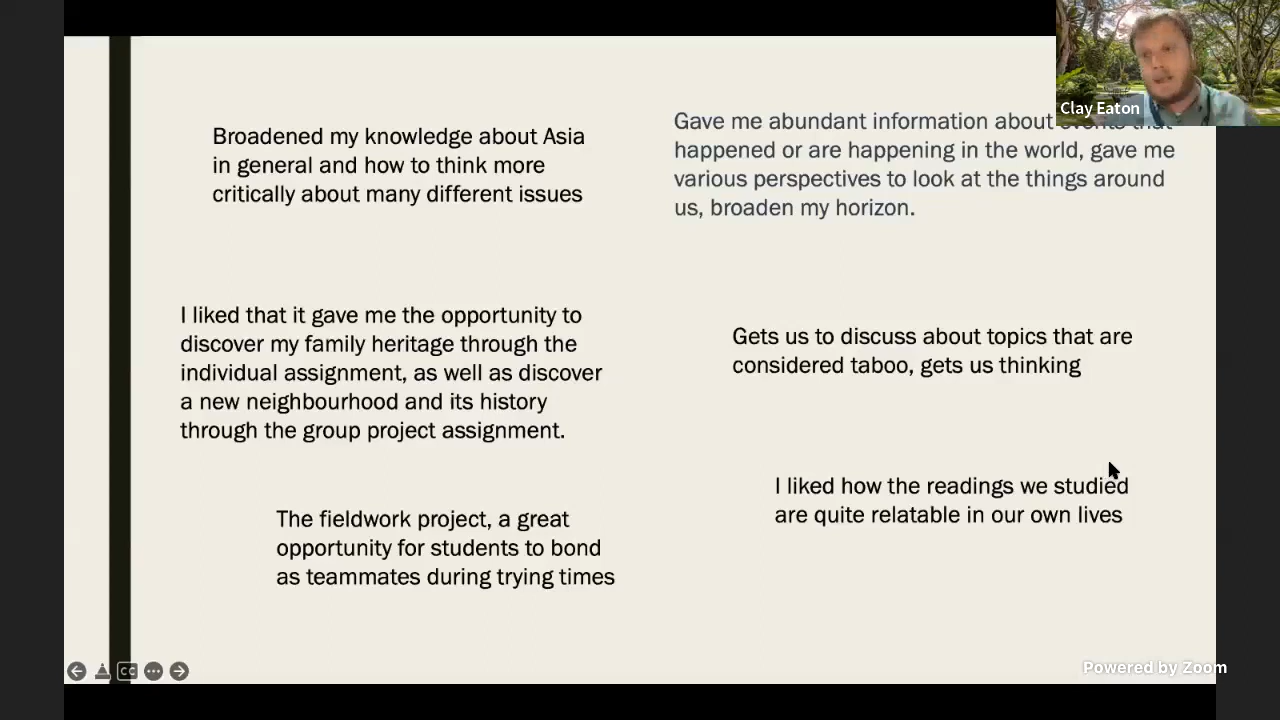 Clay Eaton
Broadened my knowledge about Asia
in general and how to think more
critically about many different issues
Gave me abundant information about events that
happened or are happening in the world, gave me
various perspectives to look at the things around
us, broaden my horizon.
I liked that it gave me the opportunity to
discover my family heritage through the
individual assignment, as well as discover
a new neighbourhood and its history
through the group project assignment.
Gets us to discuss about topics that are
considered taboo, gets us thinking
I liked how the readings we studied
are quite relatable in our own lives
The fieldwork project, a great
opportunity for students to bond
as teammates during trying times
CC
Powered by Zoom